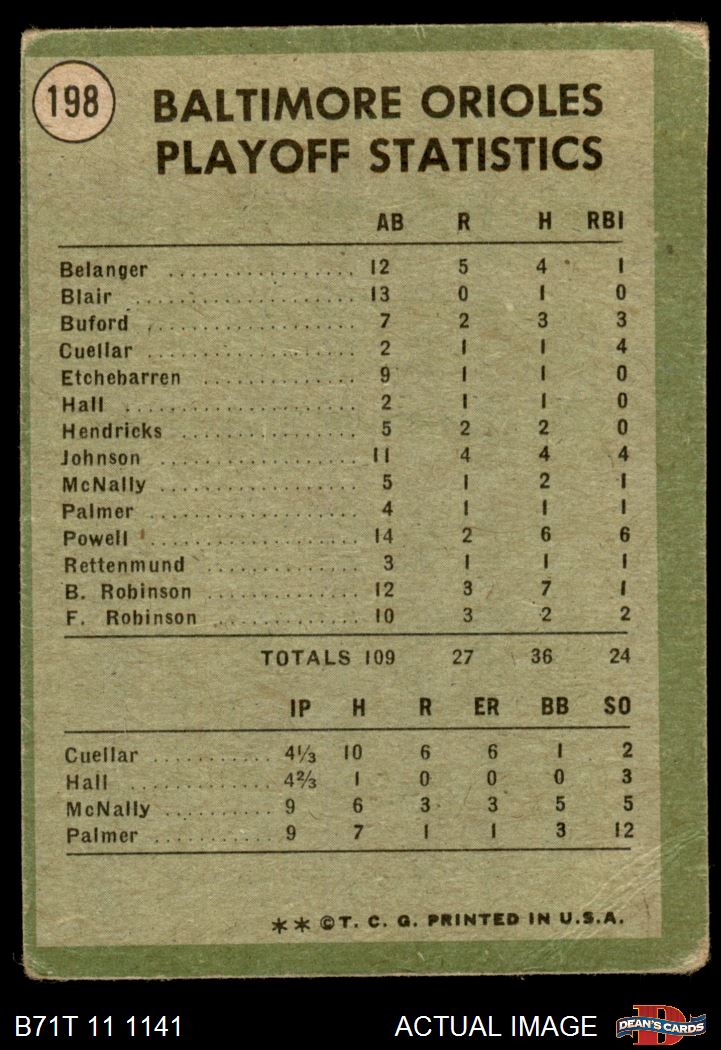 198
BALTIMORE ORIOLES
PLAYOFF STATISTICS
AB R H RBI
Belanger ................ 12 5 4 1
Blair ................... 13 0 1 0
Buford .................. 7 2 3 3
Cuellar ................. 2 1 1 4
Etchebarren ............. 9 1 1 0
Hall .................... 2 1 1 0
Hendricks ............... 5 2 2 0
Johnson ................. 11 4 4 4
McNally ................. 5 1 2 1
Palmer .................. 4 1 1 1
Powell .................. 14 2 6 6
Rettenmund .............. 3 1 1 1
B. Robinson ............. 12 3 7 1
F. Robinson ............. 10 3 2 2
TOTALS 109 27 36 24
IP H R ER BB SO
Cuellar .......... 4⅓ 10 6 6 1 2
Hall ............. 4⅔ 1 0 0 0 3
McNally .......... 9 6 3 3 5 5
Palmer ........... 9 7 1 1 3 12
** ©T. C. G. PRINTED IN U.S.A.
B71T 11 1141 ACTUAL IMAGE D DEAN'S CARDS